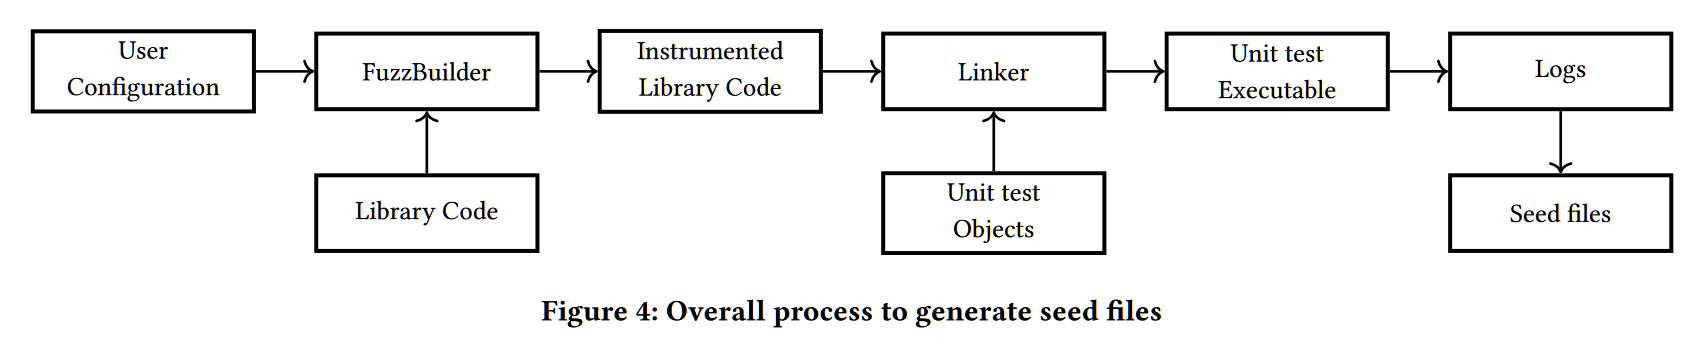 User
Configuration
FuzzBuilder
Instrumented
Library Code
Linker
Unit test
Executable
Logs
Library Code
Unit test
Objects
Seed files
Figure 4: Overall process to generate seed files